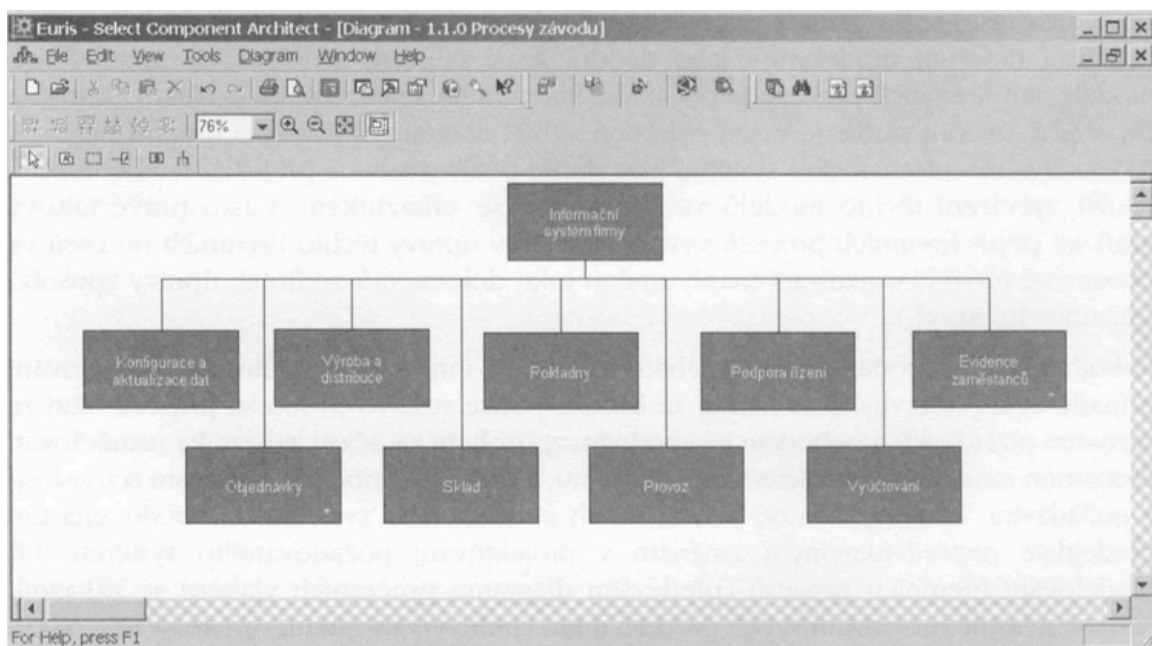 Euris - Select Component Architect - [Diagram - 1.1.0 Procesy závodu]
File Edit View Tools Diagram Window Help
76%
Informační
systém firmy
Konfigurace a
aktualizace dat
Výroba a
distribuce
Pokladny
Podpora řízení
Evidence
zaměstanců
Objednávky
Sklad
Provoz
Vyúčtování
For Help, press F1